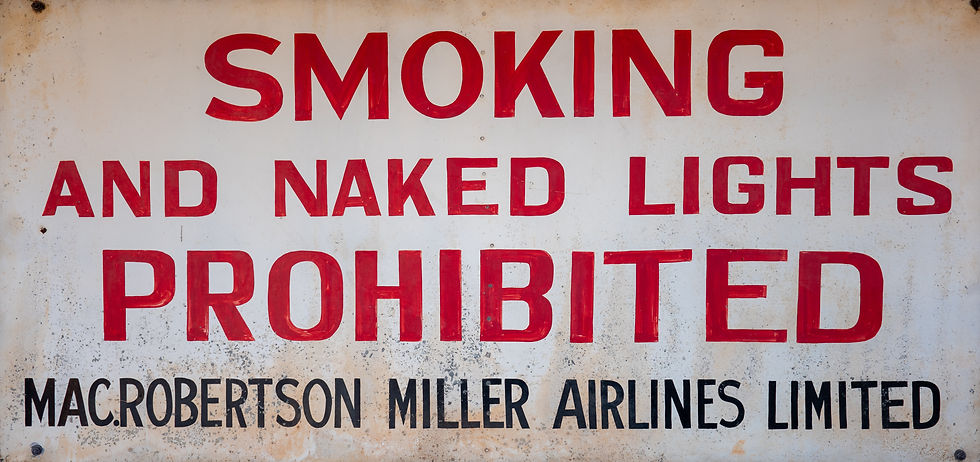 SMOKING
AND NAKED LIGHTS
PROHIBITED
MAC.ROBERTSON MILLER AIRLINES LIMITED